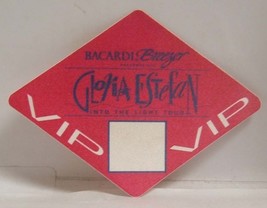 BACARDI Breezer
GLORIA ESTEFAN
INTO THE LIGHT TOUR
VIP
VIP